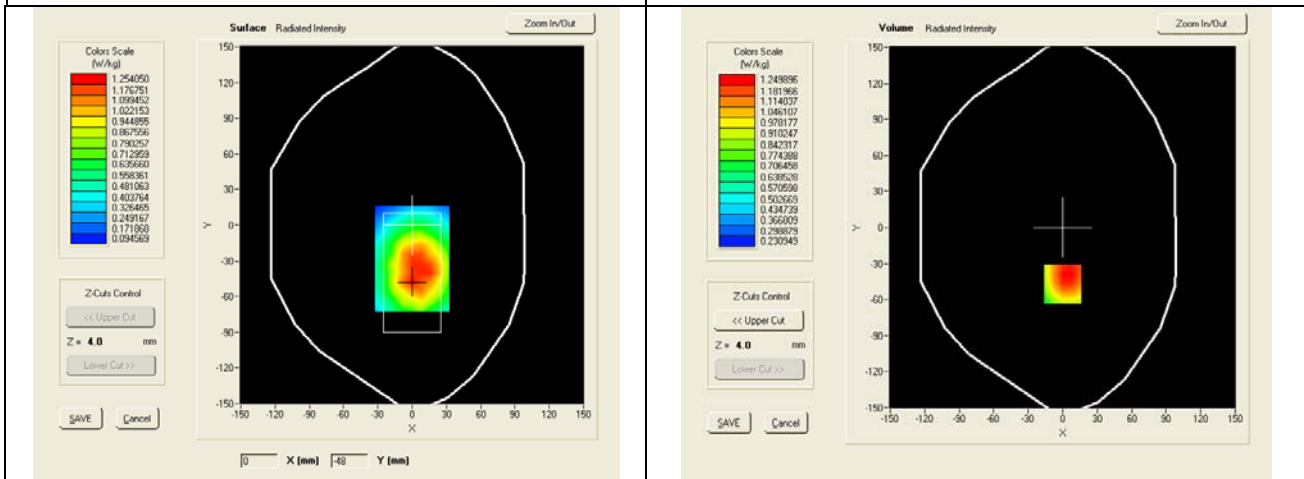 Surface Radiated Intensity
Zoom In/Out
Colors Scale
(W/kg)
1.254050
1.176751
1.099452
1.022153
0.944855
0.867556
0.790257
0.712959
0.635660
0.558361
0.481063
0.403764
0.326465
0.249167
0.171868
0.094569
150
120
90
60
30
0
-30
-60
-90
-120
-150
Y
-150 -120 -90 -60 -30 0 30 60 90 120 150
X
Z-Cuts Control
<< Upper Cut
Z = 4.0 mm
Lower Cut >>
SAVE Cancel
0 X (mm) -48 Y (mm)
Volume Radiated Intensity
Zoom In/Out
Colors Scale
(W/kg)
1.249896
1.181966
1.114037
1.046107
0.978177
0.910247
0.842317
0.774388
0.706458
0.638528
0.570598
0.502669
0.434739
0.366809
0.298879
0.230949
150
120
90
60
30
0
-30
-60
-90
-120
-150
Y
-150 -120 -90 -60 -30 0 30 60 90 120 150
X
Z-Cuts Control
<< Upper Cut
Z = 4.0 mm
Lower Cut >>
SAVE Cancel